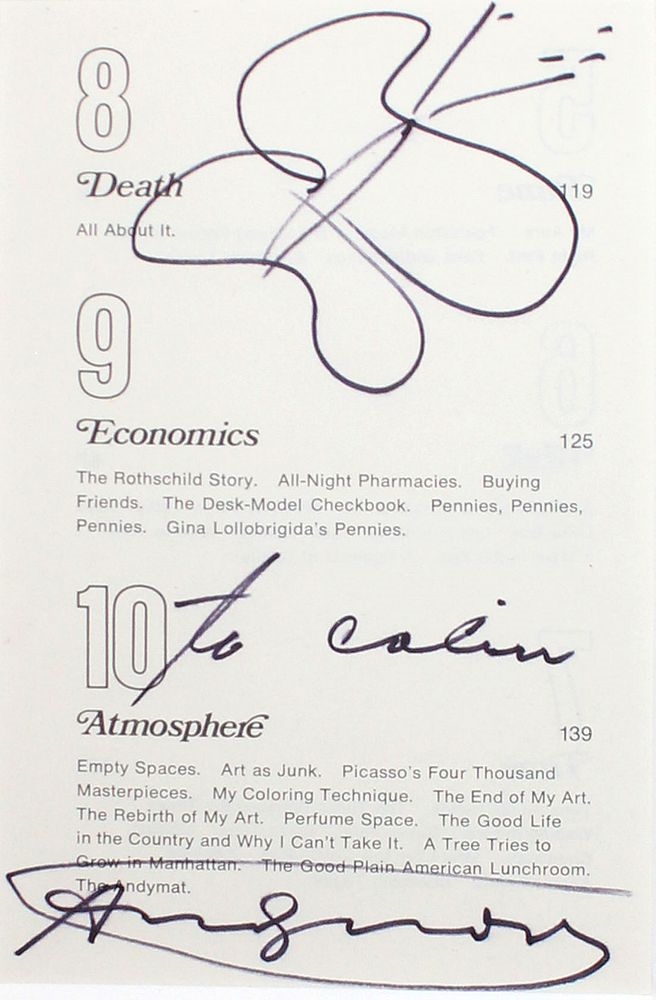 8
Death 119
All About It.
9
Economics 125
The Rothschild Story. All-Night Pharmacies. Buying
Friends. The Desk-Model Checkbook. Pennies, Pennies,
Pennies. Gina Lollobrigida's Pennies.
10 to Colin
Atmosphere 139
Empty Spaces. Art as Junk. Picasso's Four Thousand
Masterpieces. My Coloring Technique. The End of My Art.
The Rebirth of My Art. Perfume Space. The Good Life
in the Country and Why I Can't Take It. A Tree Tries to
Grow in Manhattan. The Good Plain American Lunchroom.
The Andymat.